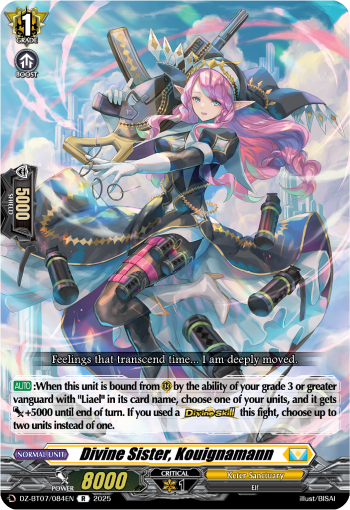 1
GRADE
BOOST
5000
SHIELD
Feelings that transcend time... I am deeply moved.
AUTO :When this unit is bound from by the ability of your grade 3 or greater
vanguard with "Liael" in its card name, choose one of your units, and it gets
+5000 until end of turn. If you used a Divine Skill this fight, choose up to
two units instead of one.
NORMAL UNIT
Divine Sister, Kouignamann
POWER
8000
CRITICAL
1
Keter Sanctuary
Elf
DZ-BT07/084EN R 2025
illust/BISAI